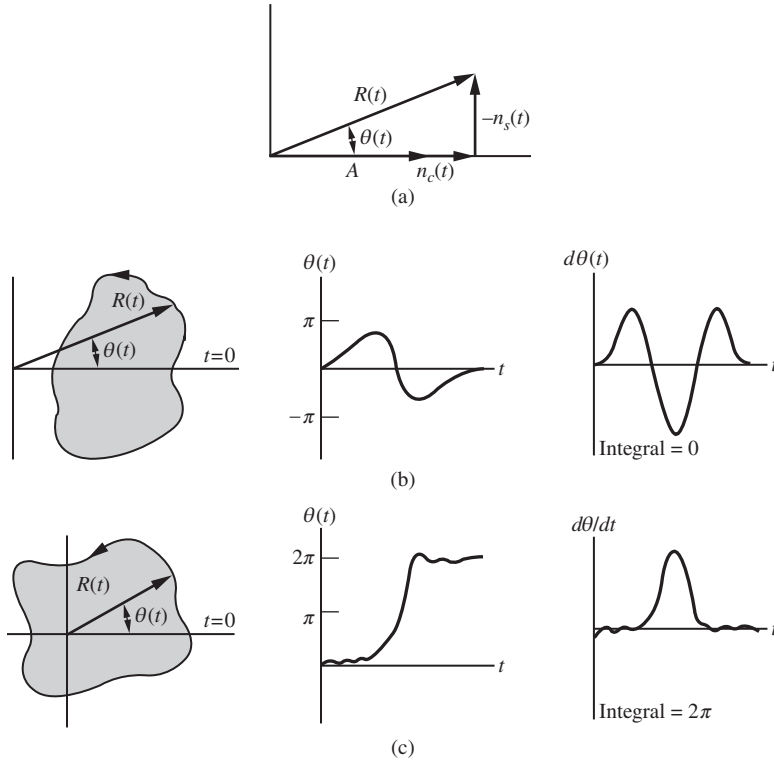 R(t)
θ(t)
–n_s(t)
A
n_c(t)
(a)
R(t)
θ(t)
t=0
θ(t)
π
t
−π
dθ(t)
t
Integral = 0
(b)
R(t)
θ(t)
t=0
θ(t)
2π
π
t
dθ/dt
t
Integral = 2π
(c)